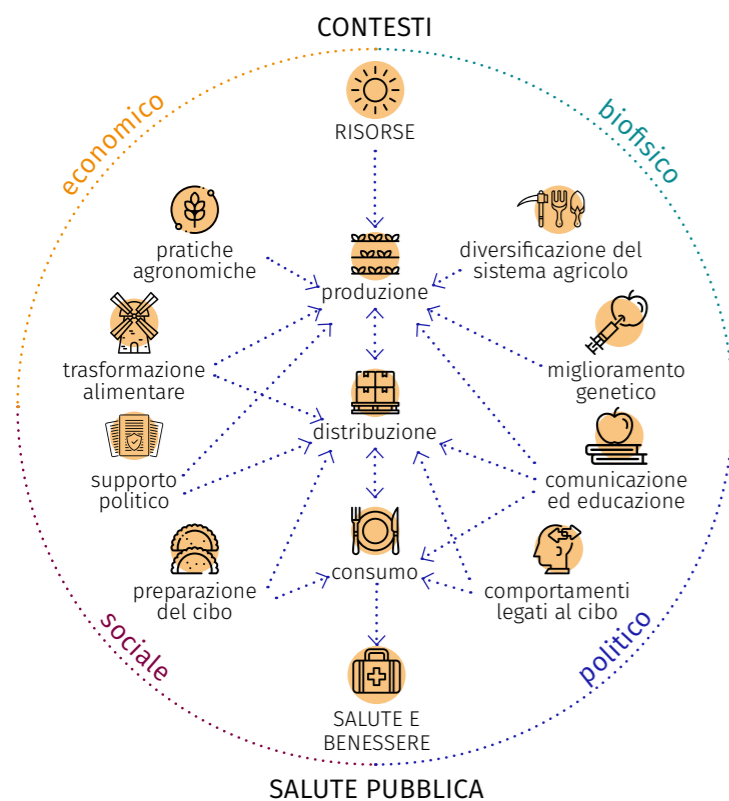 CONTESTI
economico
biofisico
RISORSE
pratiche
agronomiche
produzione
diversificazione del
sistema agricolo
trasformazione
alimentare
miglioramento
genetico
distribuzione
supporto
politico
comunicazione
ed educazione
preparazione
del cibo
consumo
comportamenti
legati al cibo
sociale
politico
SALUTE E
BENESSERE
SALUTE PUBBLICA